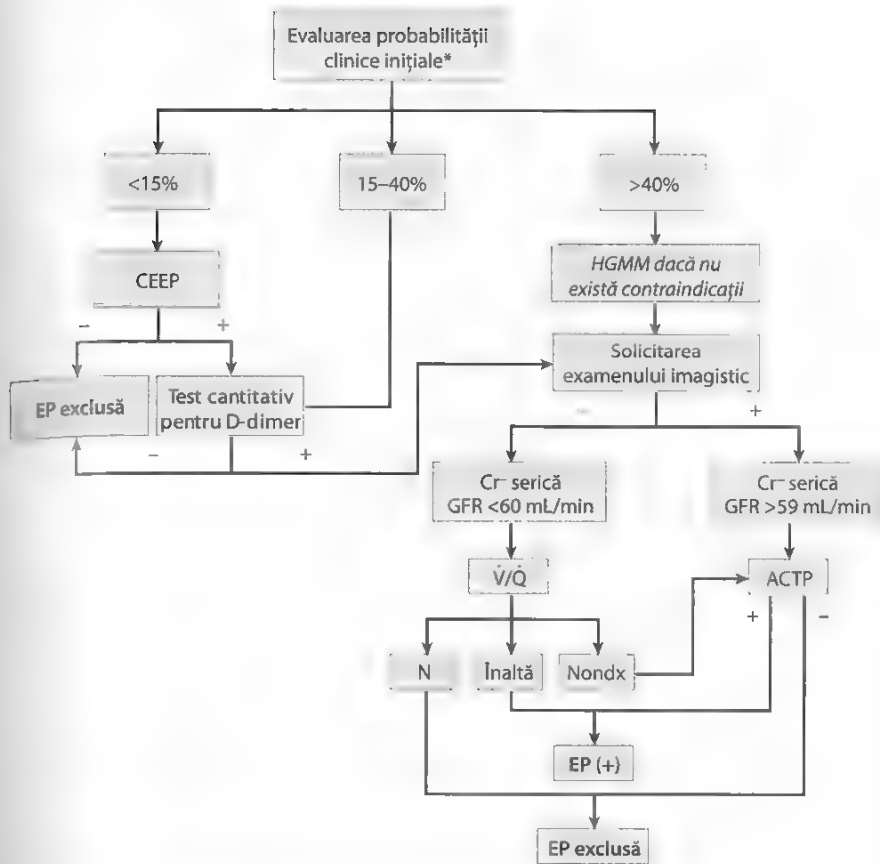 Evaluarea probabilității
clinice inițiale*
<15%
15–40%
>40%
CEEP
HGMM dacă nu
există contraindicații
–
+
Solicitarea
examenului imagistic
EP exclusă
Test cantitativ
pentru D-dimer
–
+
–
+
Cr– serică
GFR <60 mL/min
Cr– serică
GFR >59 mL/min
V̇/Q̇
ACTP
+
–
N
Înaltă
Nondx
EP (+)
EP exclusă